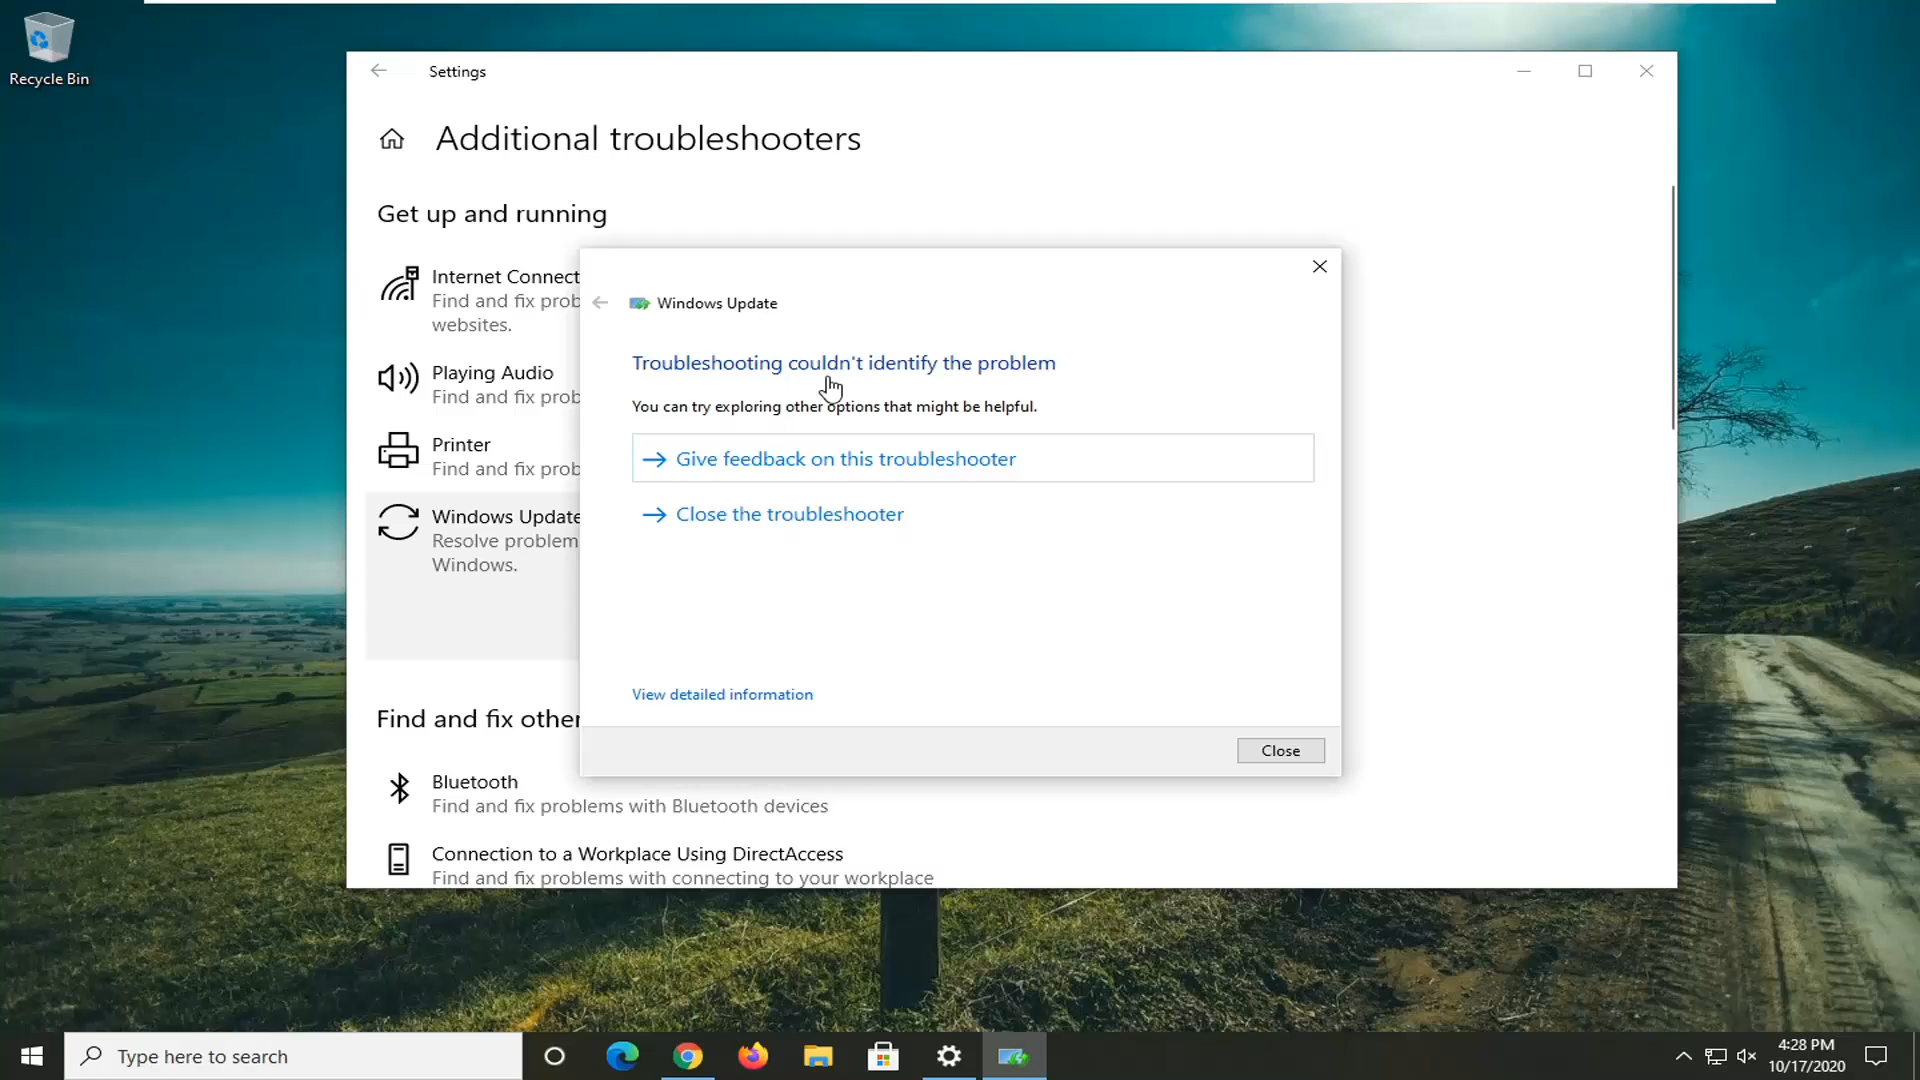 Recycle Bin
Settings
Additional troubleshooters
Get up and running
Internet Connect
Find and fix prob
websites.
Playing Audio
Find and fix prob
Printer
Find and fix prob
Windows Update
Resolve problem
Windows.
Find and fix other
Bluetooth
Find and fix problems with Bluetooth devices
Connection to a Workplace Using DirectAccess
Find and fix problems with connecting to your workplace
Windows Update
Troubleshooting couldn't identify the problem
You can try exploring other options that might be helpful.
Give feedback on this troubleshooter
Close the troubleshooter
View detailed information
Close
Type here to search
4:28 PM
10/17/2020